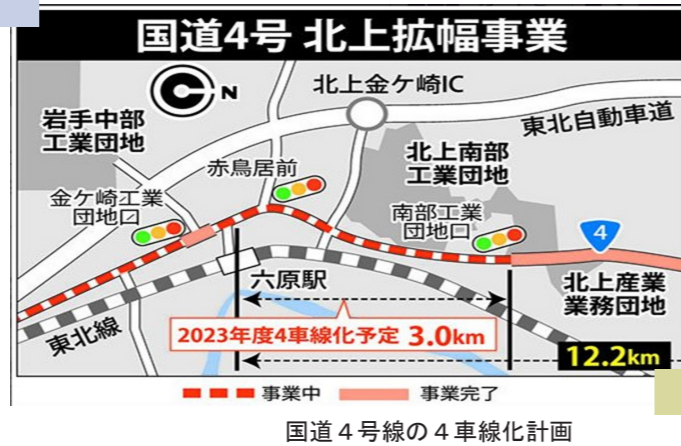 国道4号 北上拡幅事業
N
北上金ケ崎IC
岩手中部
工業団地
東北自動車道
北上南部
工業団地
赤鳥居前
金ケ崎工業
団地口
南部工業
団地口
4
六原駅
北上産業
業務団地
東北線
2023年度4車線化予定 3.0km
12.2km
事業中
事業完了
国道４号線の４車線化計画